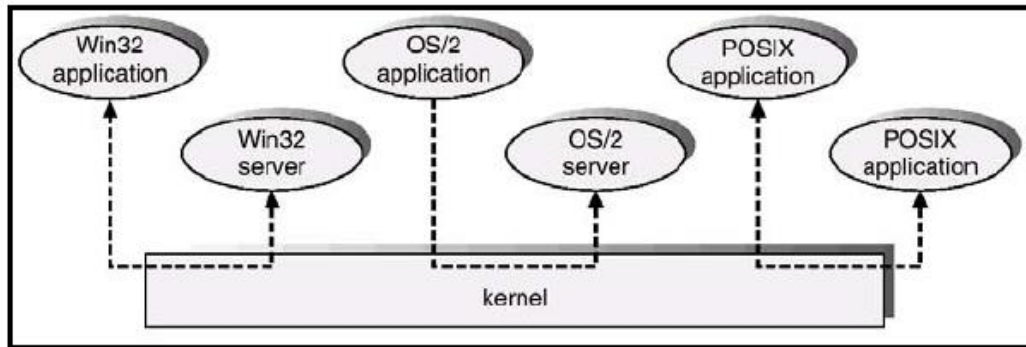 Win32
application
OS/2
application
POSIX
application
Win32
server
OS/2
server
POSIX
application
kernel